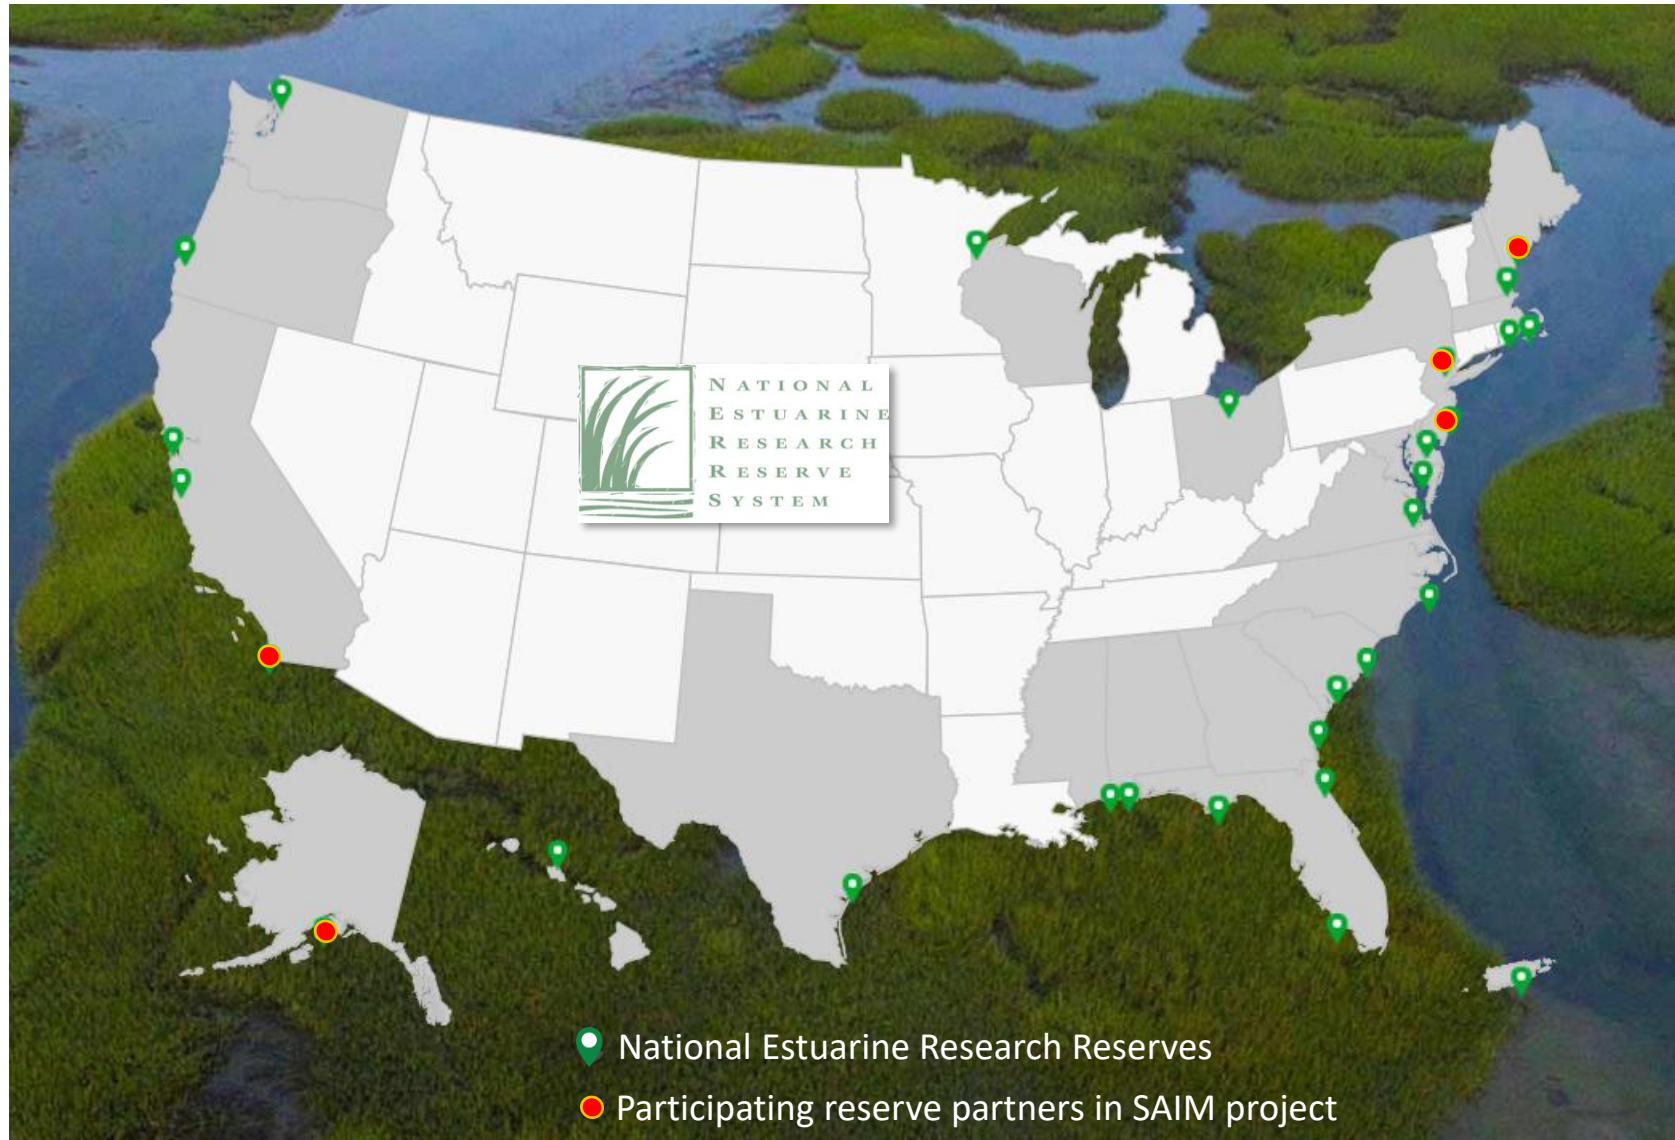 NATIONAL
ESTUARINE
RESEARCH
RESERVE
SYSTEM
National Estuarine Research Reserves
Participating reserve partners in SAIM project